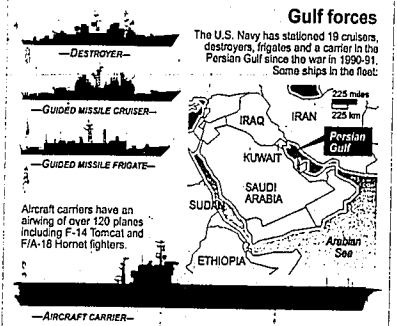 Gulf forces
The U.S. Navy has stationed 19 cruisers,
destroyers, frigates and a carrier in the
Persian Gulf since the war in 1990-91.
Some ships in the fleet:
—DESTROYER—
—GUIDED MISSILE CRUISER—
—GUIDED MISSILE FRIGATE—
Aircraft carriers have an
airwing of over 120 planes
including F-14 Tomcat and
F/A-18 Hornet fighters.
—AIRCRAFT CARRIER—
225 miles
225 km
IRAQ
IRAN
Persian
Gulf
KUWAIT
SAUDI
ARABIA
SUDAN
Arabian
Sea
ETHIOPIA